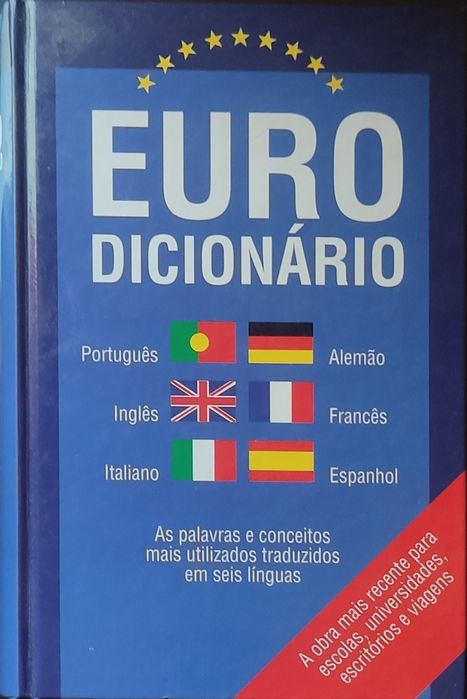 EURO
DICIONÁRIO
Português
Alemão
Inglês
Francês
Italiano
Espanhol
As palavras e conceitos
mais utilizados traduzidos
em seis línguas
A obra mais recente para
escolas, universidades,
escritórios e viagens